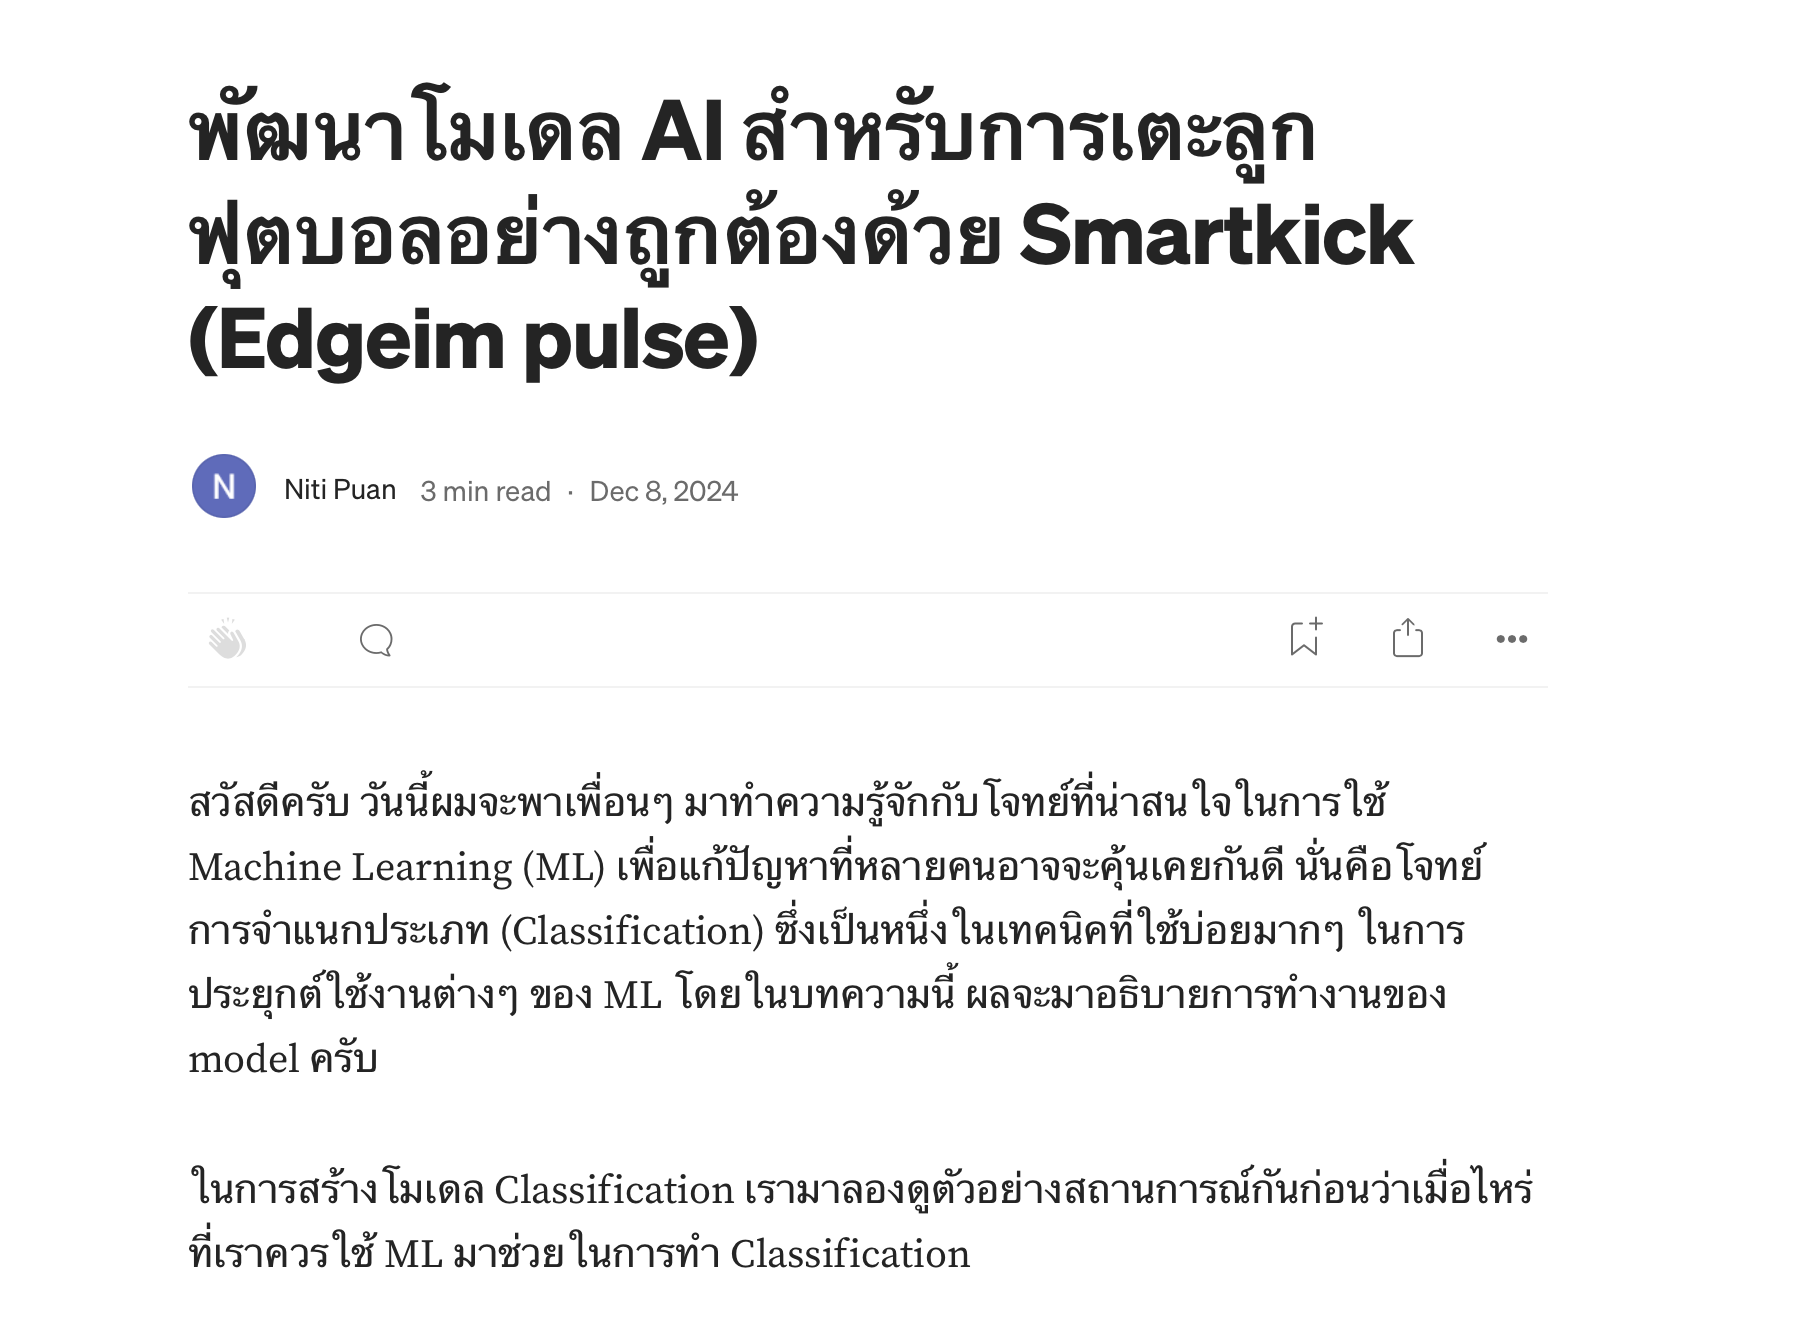 พัฒนาโมเดล AI สำหรับการเตะลูก
ฟุตบอลอย่างถูกต้องด้วย Smartkick
(Edgeim pulse)
N
Niti Puan 3 min read · Dec 8, 2024
สวัสดีครับ วันนี้ผมจะพาเพื่อนๆ มาทำความรู้จักกับโจทย์ที่น่าสนใจในการใช้
Machine Learning (ML) เพื่อแก้ปัญหาที่หลายคนอาจจะคุ้นเคยกันดี นั่นคือโจทย์
การจำแนกประเภท (Classification) ซึ่งเป็นหนึ่งในเทคนิคที่ใช้บ่อยมากๆ ในการ
ประยุกต์ใช้งานต่างๆ ของ ML โดยในบทความนี้ ผลจะมาอธิบายการทำงานของ
model ครับ
ในการสร้างโมเดล Classification เรามาลองดูตัวอย่างสถานการณ์กันก่อนว่าเมื่อไหร่
ที่เราควรใช้ ML มาช่วยในการทำ Classification